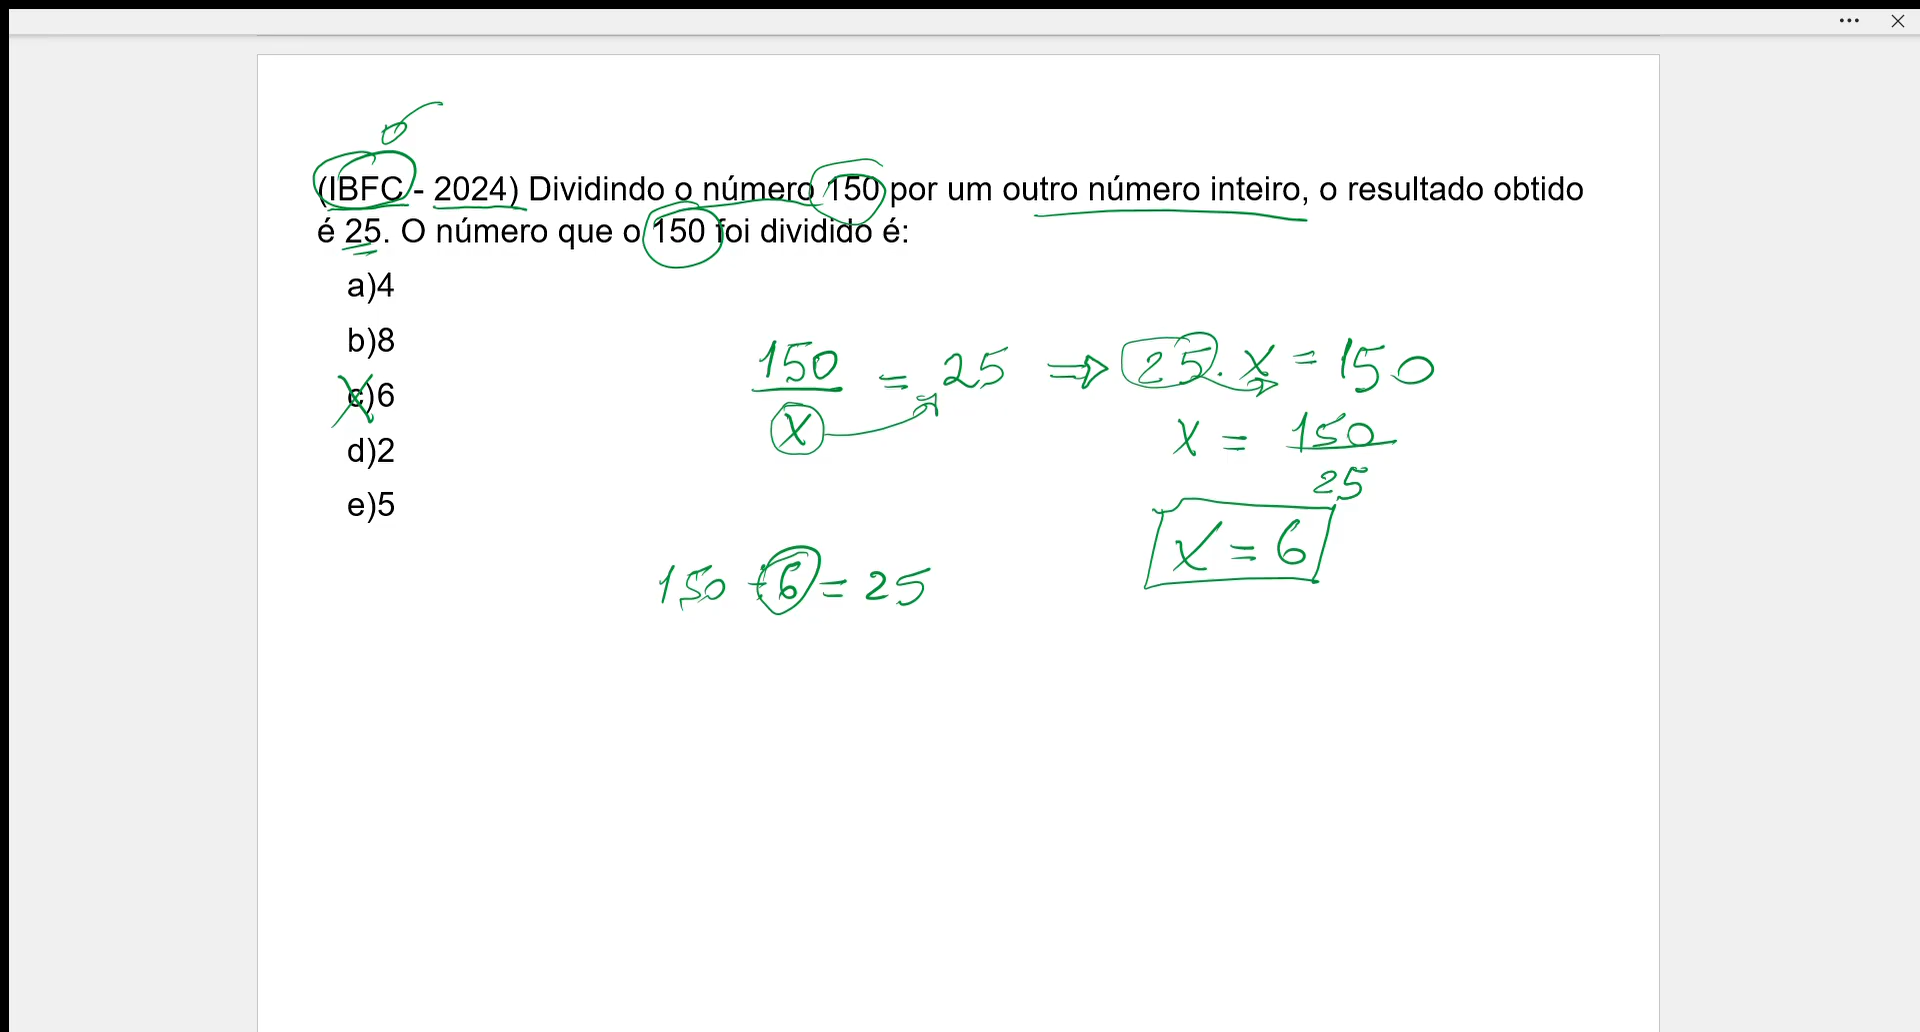 (IBFC - 2024) Dividindo o número 150 por um outro número inteiro, o resultado obtido
é 25. O número que o 150 foi dividido é:
a)4
b)8
c)6
d)2
e)5
150/x = 25 ⇒ 25 . x = 150
x = 150/25
x = 6
150 ÷ 6 = 25